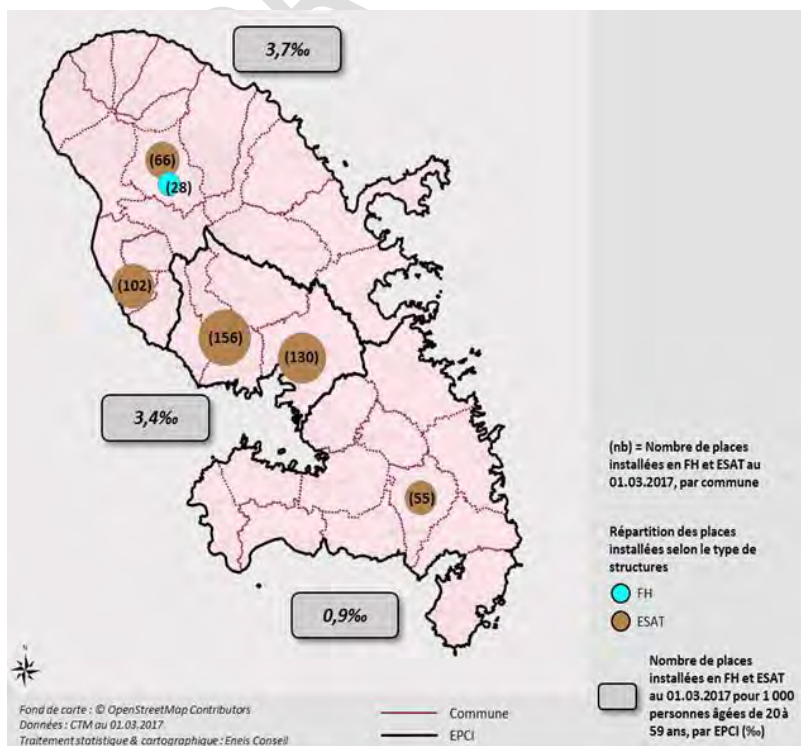 3,7‰
(66)
(28)
(102)
(156)
(130)
3,4‰
(55)
0,9‰
(nb) = Nombre de places
installées en FH et ESAT au
01.03.2017, par commune
Répartition des places
installées selon le type de
structures
FH
ESAT
Nombre de places
installées en FH et ESAT
au 01.03.2017 pour 1 000
personnes âgées de 20 à
59 ans, par EPCI (‰)
N
Fond de carte : © OpenStreetMap Contributors
Données : CTM au 01.03.2017
Traitement statistique & cartographique : Eneis Conseil
Commune
EPCI